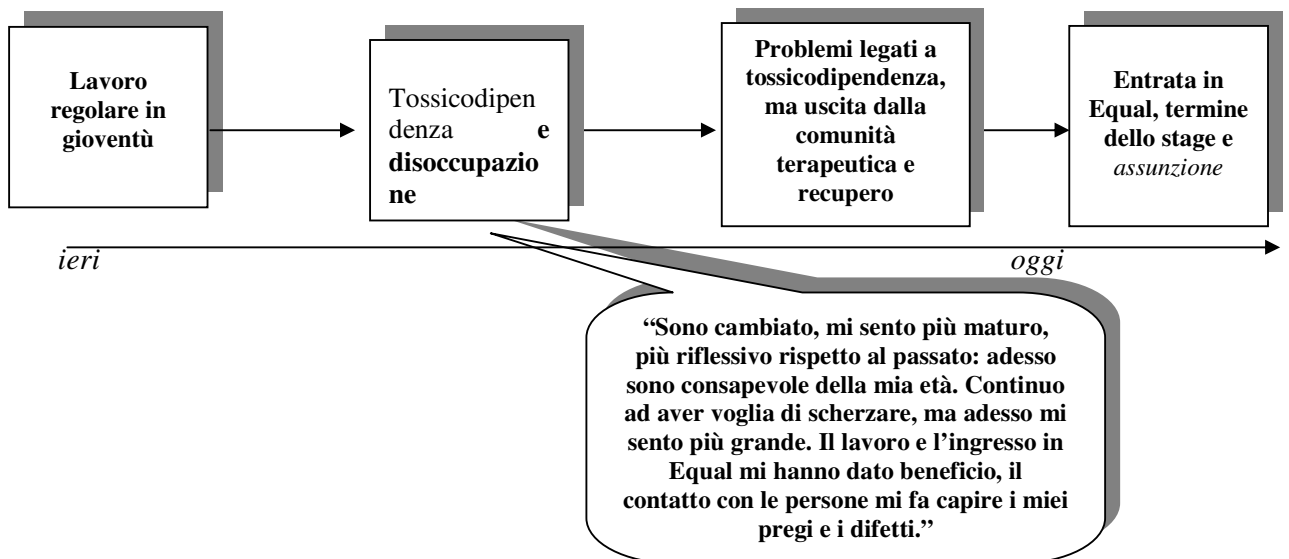 Lavoro
regolare in
gioventù
Tossicodipen
denza e
disoccupazio
ne
Problemi legati a
tossicodipendenza,
ma uscita dalla
comunità
terapeutica e
recupero
Entrata in
Equal, termine
dello stage e
assunzione
ieri
oggi
“Sono cambiato, mi sento più maturo,
più riflessivo rispetto al passato: adesso
sono consapevole della mia età. Continuo
ad aver voglia di scherzare, ma adesso mi
sento più grande. Il lavoro e l’ingresso in
Equal mi hanno dato beneficio, il
contatto con le persone mi fa capire i miei
pregi e i difetti.”